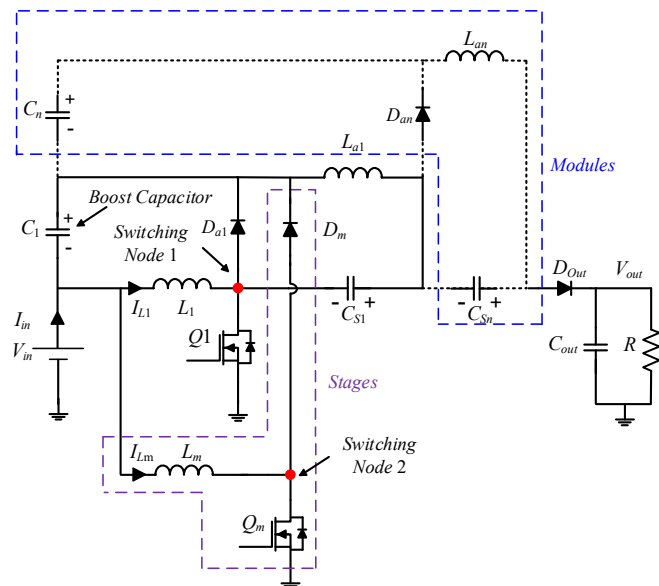 Modules
L_an
C_n
+
-
D_an
L_a1
Boost Capacitor
C_1
+
-
D_a1
D_m
Switching
Node 1
I_in
V_in
I_L1
L_1
- +
C_S1
- +
C_Sn
D_Out
V_out
Q1
C_out
R
Stages
I_Lm
L_m
Switching
Node 2
Q_m